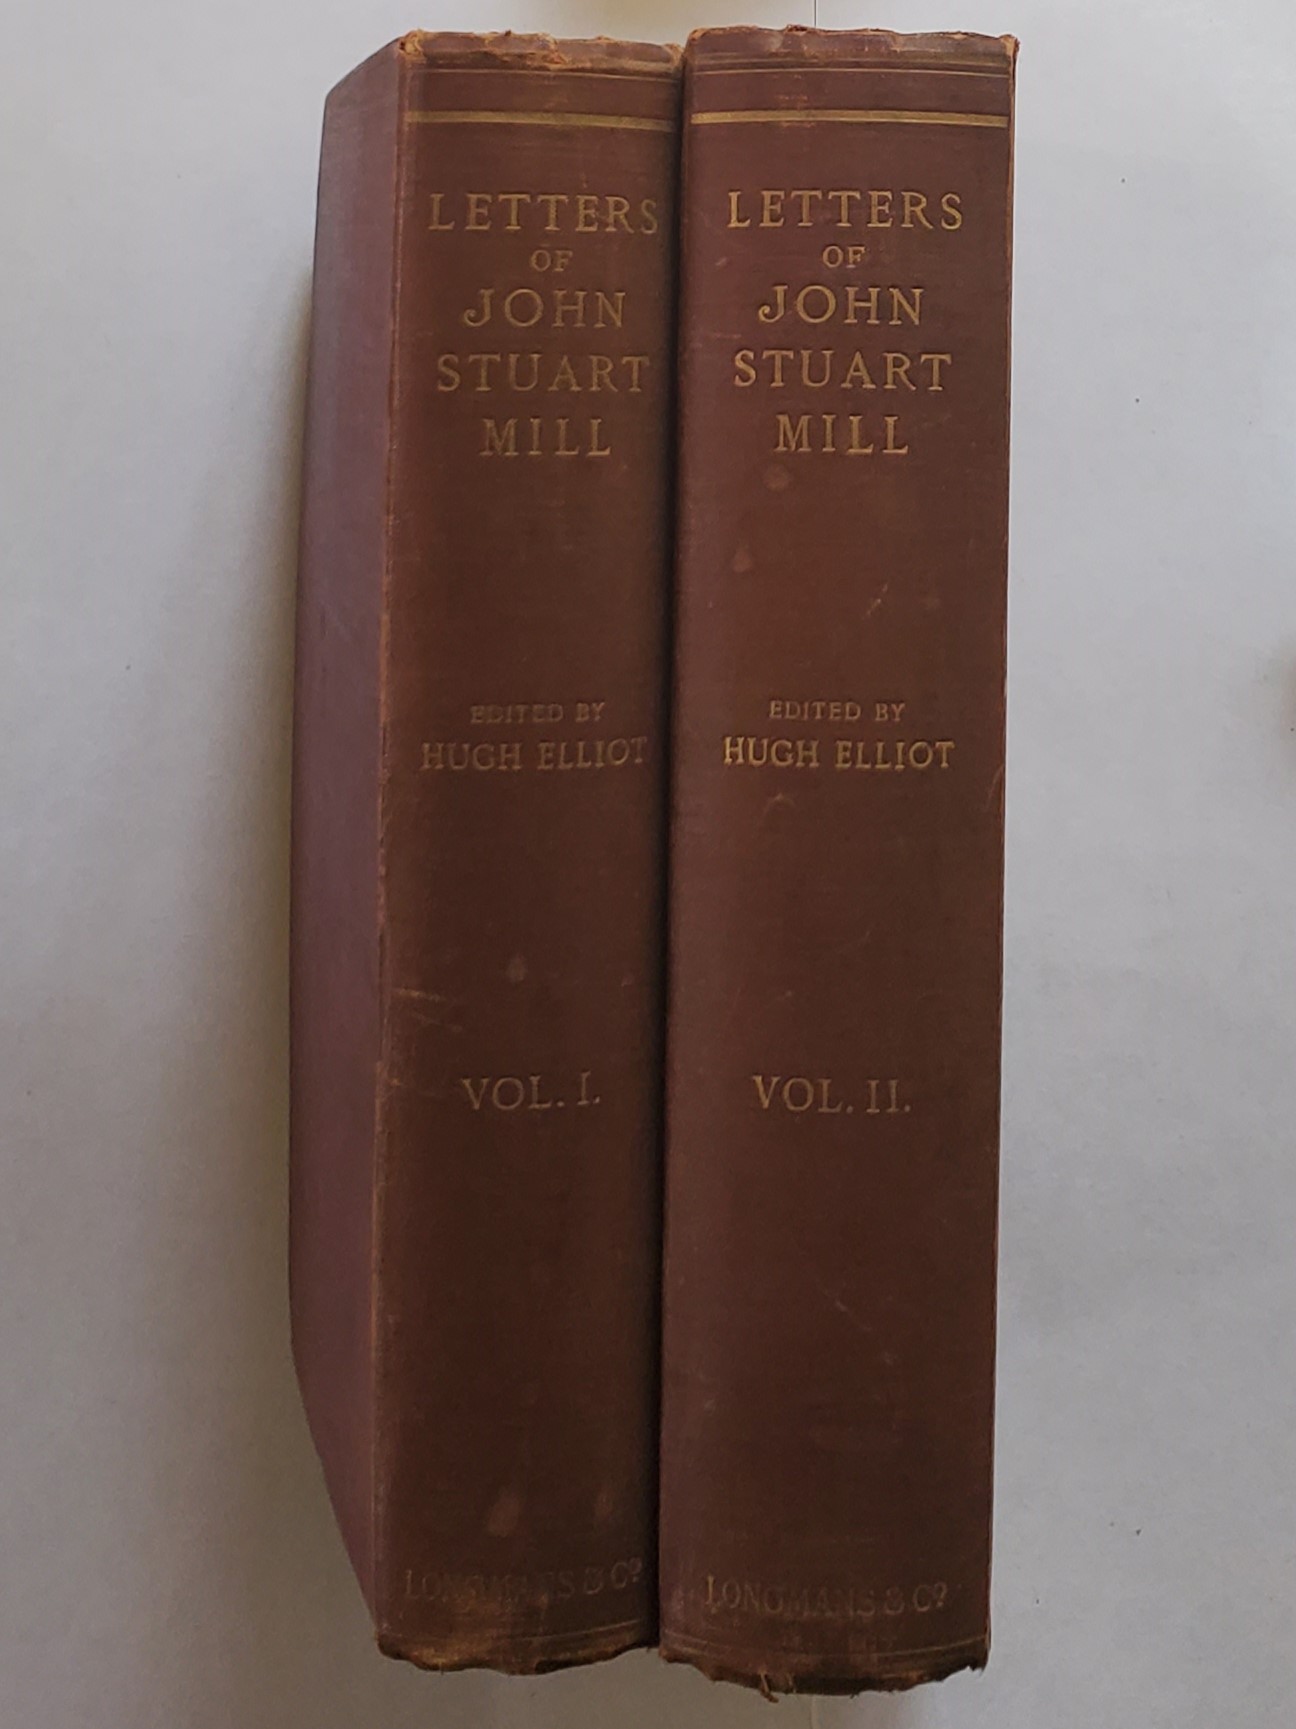 LETTERS
OF
JOHN
STUART
MILL
EDITED BY
HUGH ELLIOT
VOL. I.
LONGMANS & Cº
LETTERS
OF
JOHN
STUART
MILL
EDITED BY
HUGH ELLIOT
VOL. II.
LONGMANS & Cº